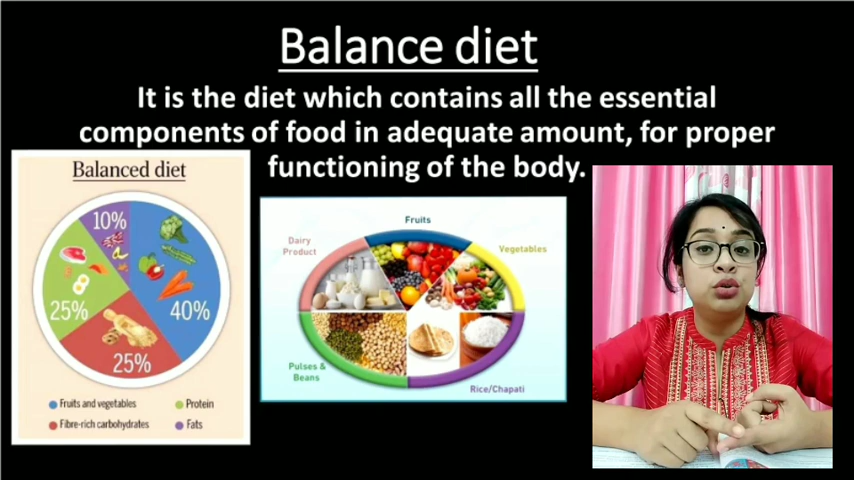 Balance diet
It is the diet which contains all the essential
components of food in adequate amount, for proper
functioning of the body.
Balanced diet
10%
40%
25%
25%
Fruits and vegetables
Protein
Fibre-rich carbohydrates
Fats
Fruits
Dairy
Product
Vegetables
Pulses &
Beans
Rice/Chapati